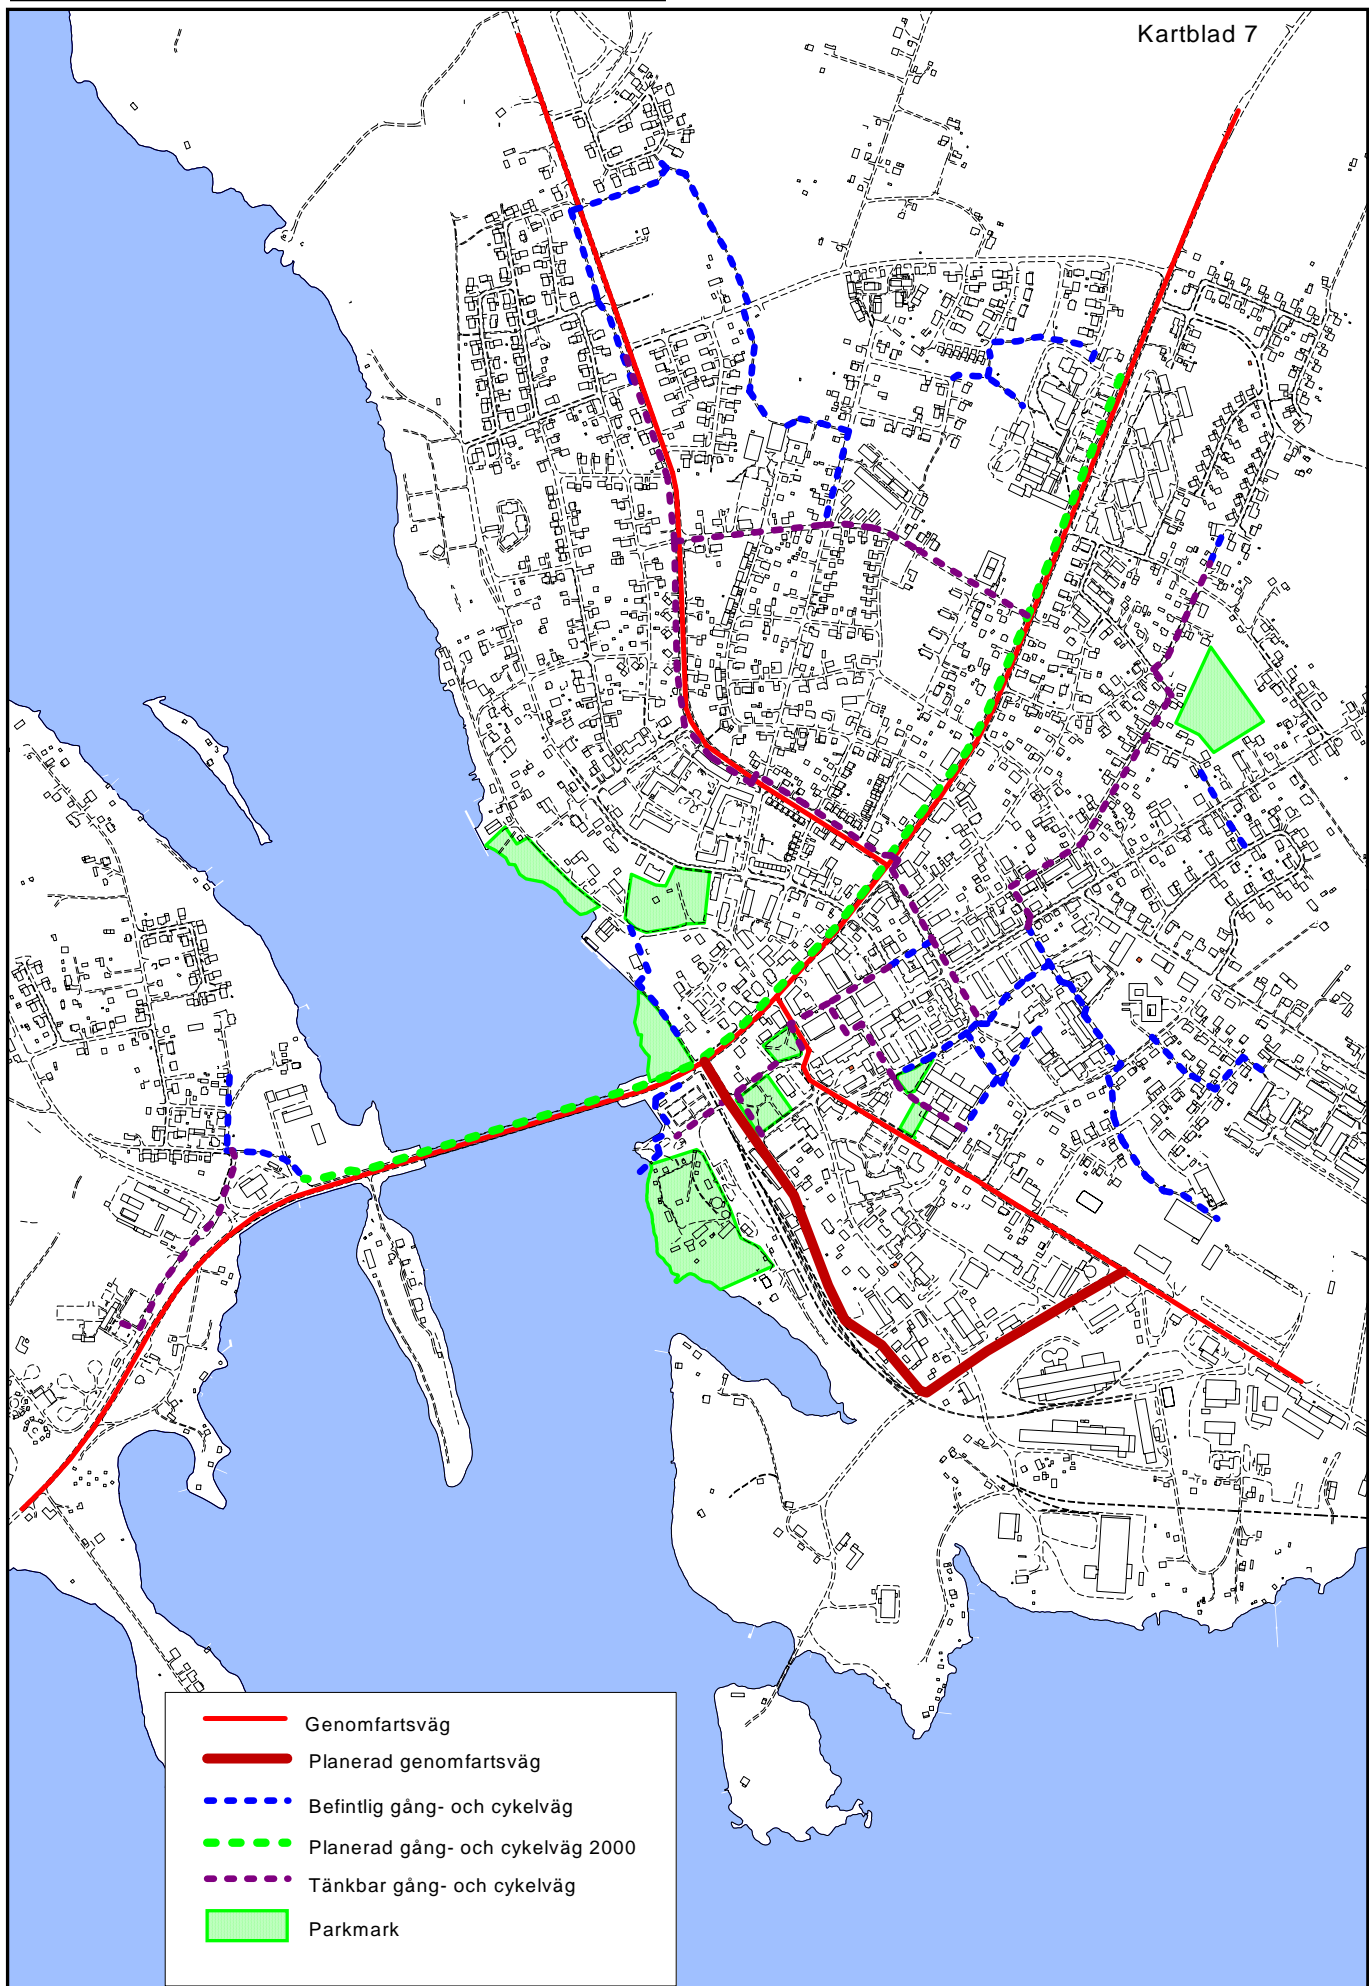 Kartblad 7
Genomfartsväg
Planerad genomfartsväg
Befintlig gång- och cykelväg
Planerad gång- och cykelväg 2000
Tänkbar gång- och cykelväg
Parkmark